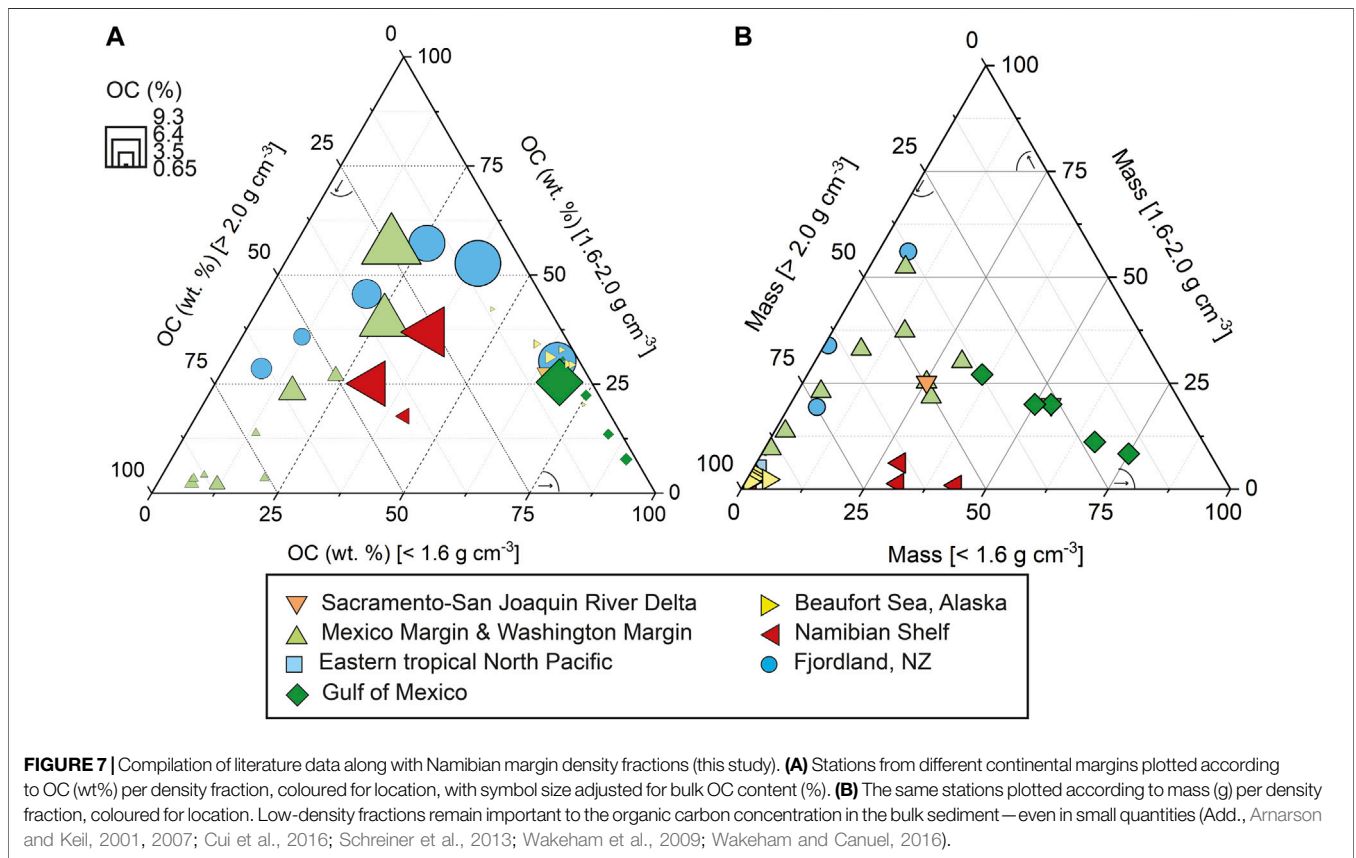 A
B
OC (%)
9.3
6.4
3.5
0.65
0
100
25
75
50
50
75
25
100
0
0
25
50
75
100
OC (wt. %) [> 2.0 g cm-3]
OC (wt. %) [1.6-2.0 g cm-3]
OC (wt. %) [< 1.6 g cm-3]
0
100
25
75
50
50
75
25
100
0
0
25
50
75
100
Mass [> 2.0 g cm-3]
Mass [1.6-2.0 g cm-3]
Mass [< 1.6 g cm-3]
Sacramento-San Joaquin River Delta
Mexico Margin & Washington Margin
Eastern tropical North Pacific
Gulf of Mexico
Beaufort Sea, Alaska
Namibian Shelf
Fjordland, NZ
FIGURE 7 | Compilation of literature data along with Namibian margin density fractions (this study). (A) Stations from different continental margins plotted according
to OC (wt%) per density fraction, coloured for location, with symbol size adjusted for bulk OC content (%). (B) The same stations plotted according to mass (g) per density
fraction, coloured for location. Low-density fractions remain important to the organic carbon concentration in the bulk sediment—even in small quantities (Add., Arnarson
and Keil, 2001, 2007; Cui et al., 2016; Schreiner et al., 2013; Wakeham et al., 2009; Wakeham and Canuel, 2016).